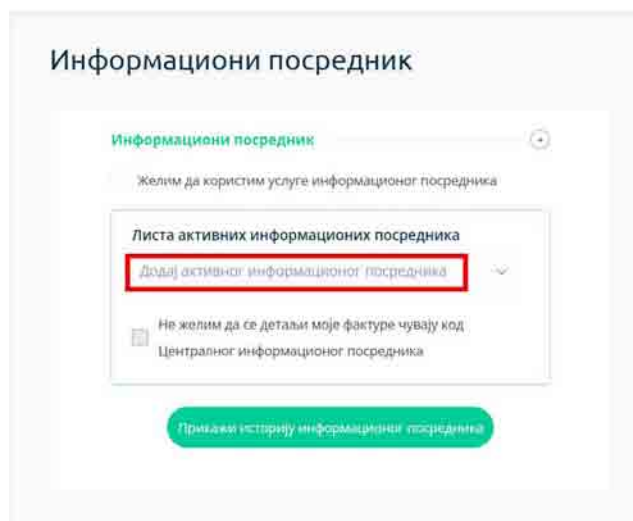 Информациони посредник
Информациони посредник
Желим да користим услуге информационог посредника
Листа активних информационих посредника
Додај активног информационог посредника
Не желим да се детаљи моје фактуре чувају код
Централног информационог посредника
Прикажи историју информационог посредника